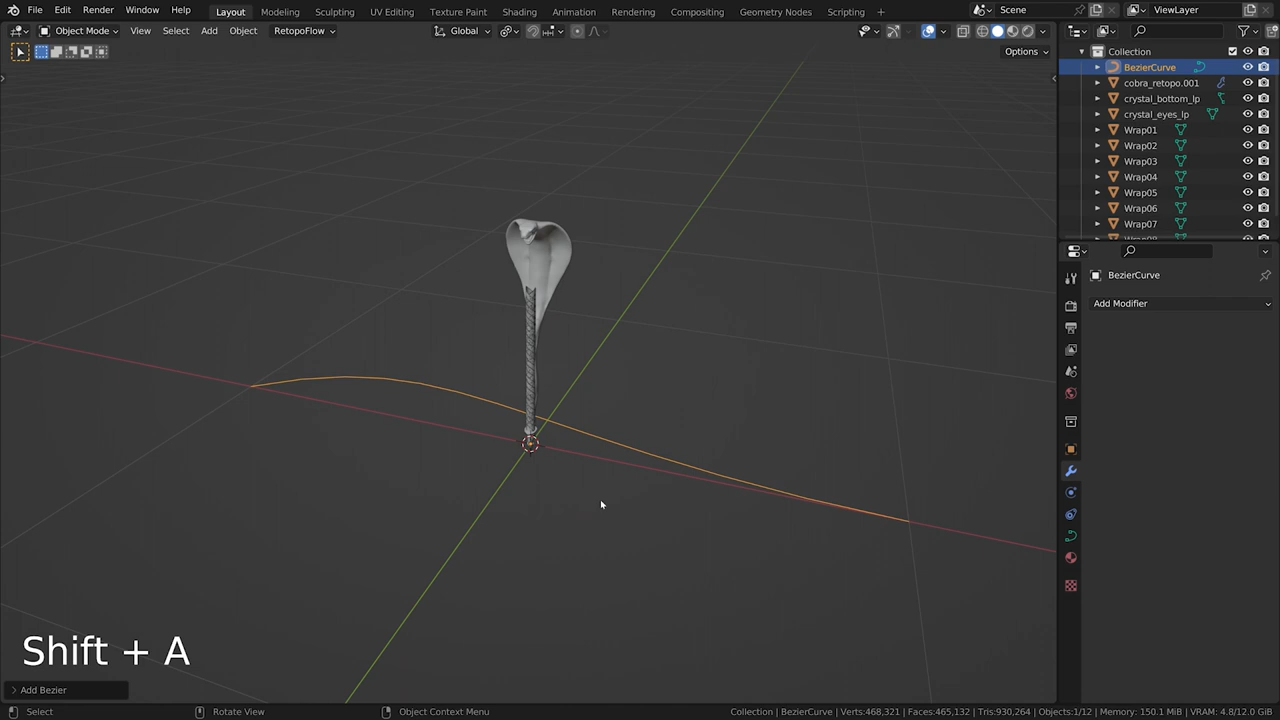 File Edit Render Window Help Layout Modeling Sculpting UV Editing Texture Paint Shading Animation Rendering Compositing Geometry Nodes Scripting + Scene ViewLayer
Object Mode View Select Add Object RetopoFlow Global
Options
Collection
BezierCurve
cobra_retopo.001
crystal_bottom_lp
crystal_eyes_lp
Wrap01
Wrap02
Wrap03
Wrap04
Wrap05
Wrap06
Wrap07
BezierCurve
Add Modifier
Shift + A
Add Bezier
Select Rotate View Object Context Menu Collection | BezierCurve | Verts:468,321 | Faces:465,132 | Tris:930,264 | Objects:1/12 | Memory: 150.1 MiB | VRAM: 4.8/12.0 GiB